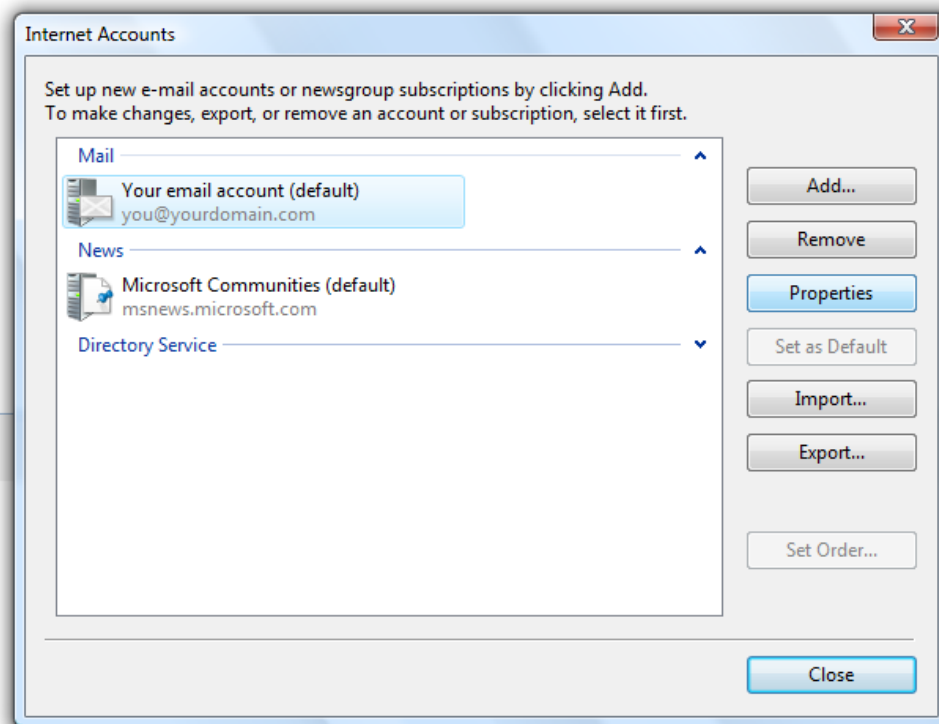 Internet Accounts
Set up new e-mail accounts or newsgroup subscriptions by clicking Add.
To make changes, export, or remove an account or subscription, select it first.
Mail
Your email account (default)
you@yourdomain.com
News
Microsoft Communities (default)
msnews.microsoft.com
Directory Service
Add...
Remove
Properties
Set as Default
Import...
Export...
Set Order...
Close